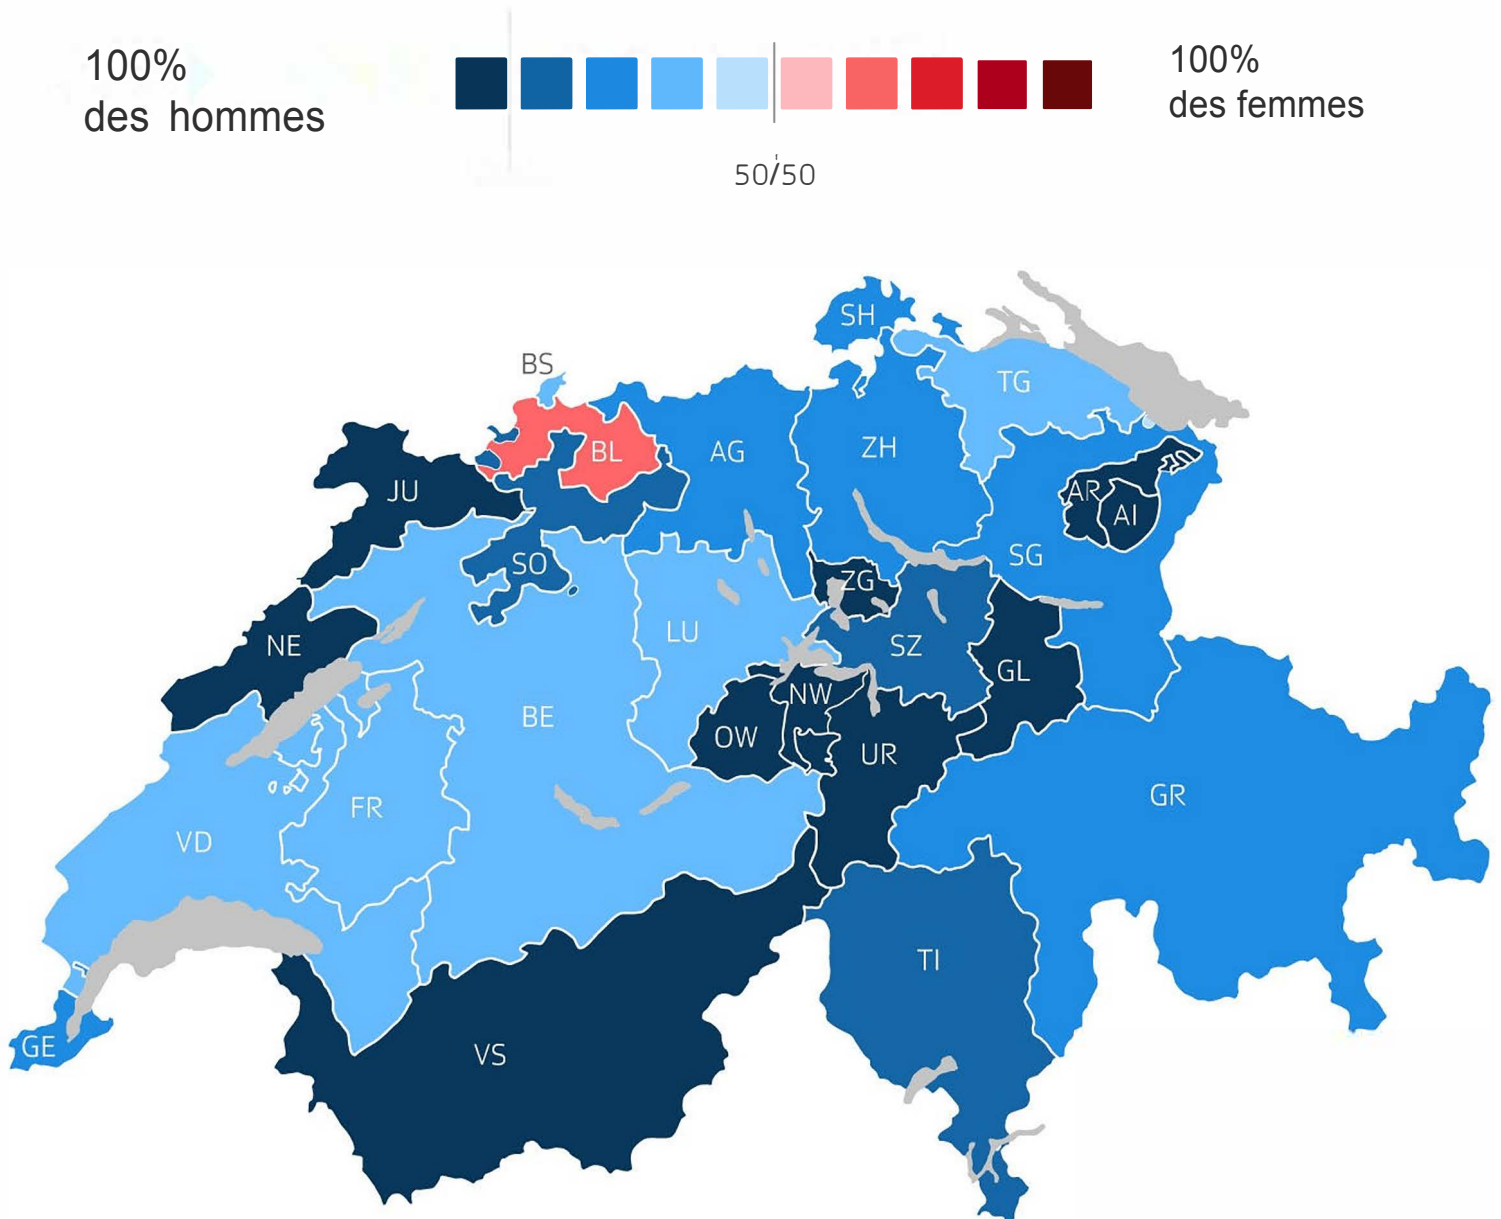 100%
des hommes
100%
des femmes
50/50
SH
BS
TG
BL
AG
ZH
JU
AR
AI
SO
SG
ZG
NE
LU
SZ
GL
NW
BE
OW
UR
FR
GR
VD
TI
GE
VS